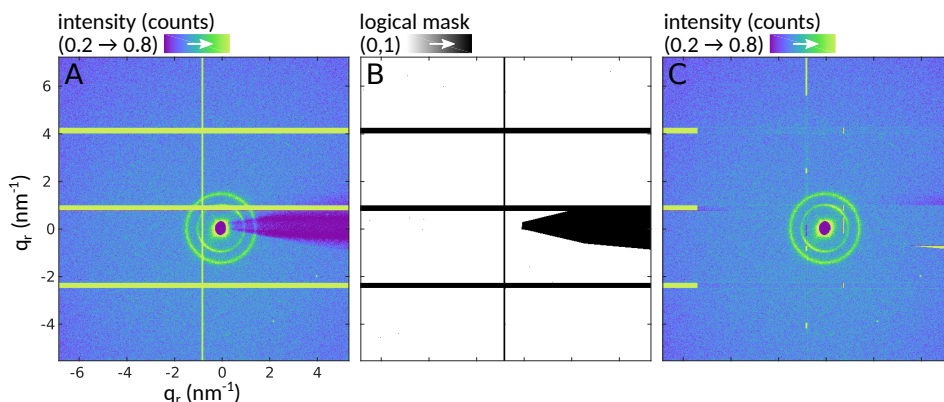 intensity (counts)
(0.2 → 0.8)
logical mask
(0,1)
intensity (counts)
(0.2 → 0.8)
A
B
C
6
4
2
0
-2
-4
qr (nm-1)
-6
-4
-2
0
2
4
qr (nm-1)